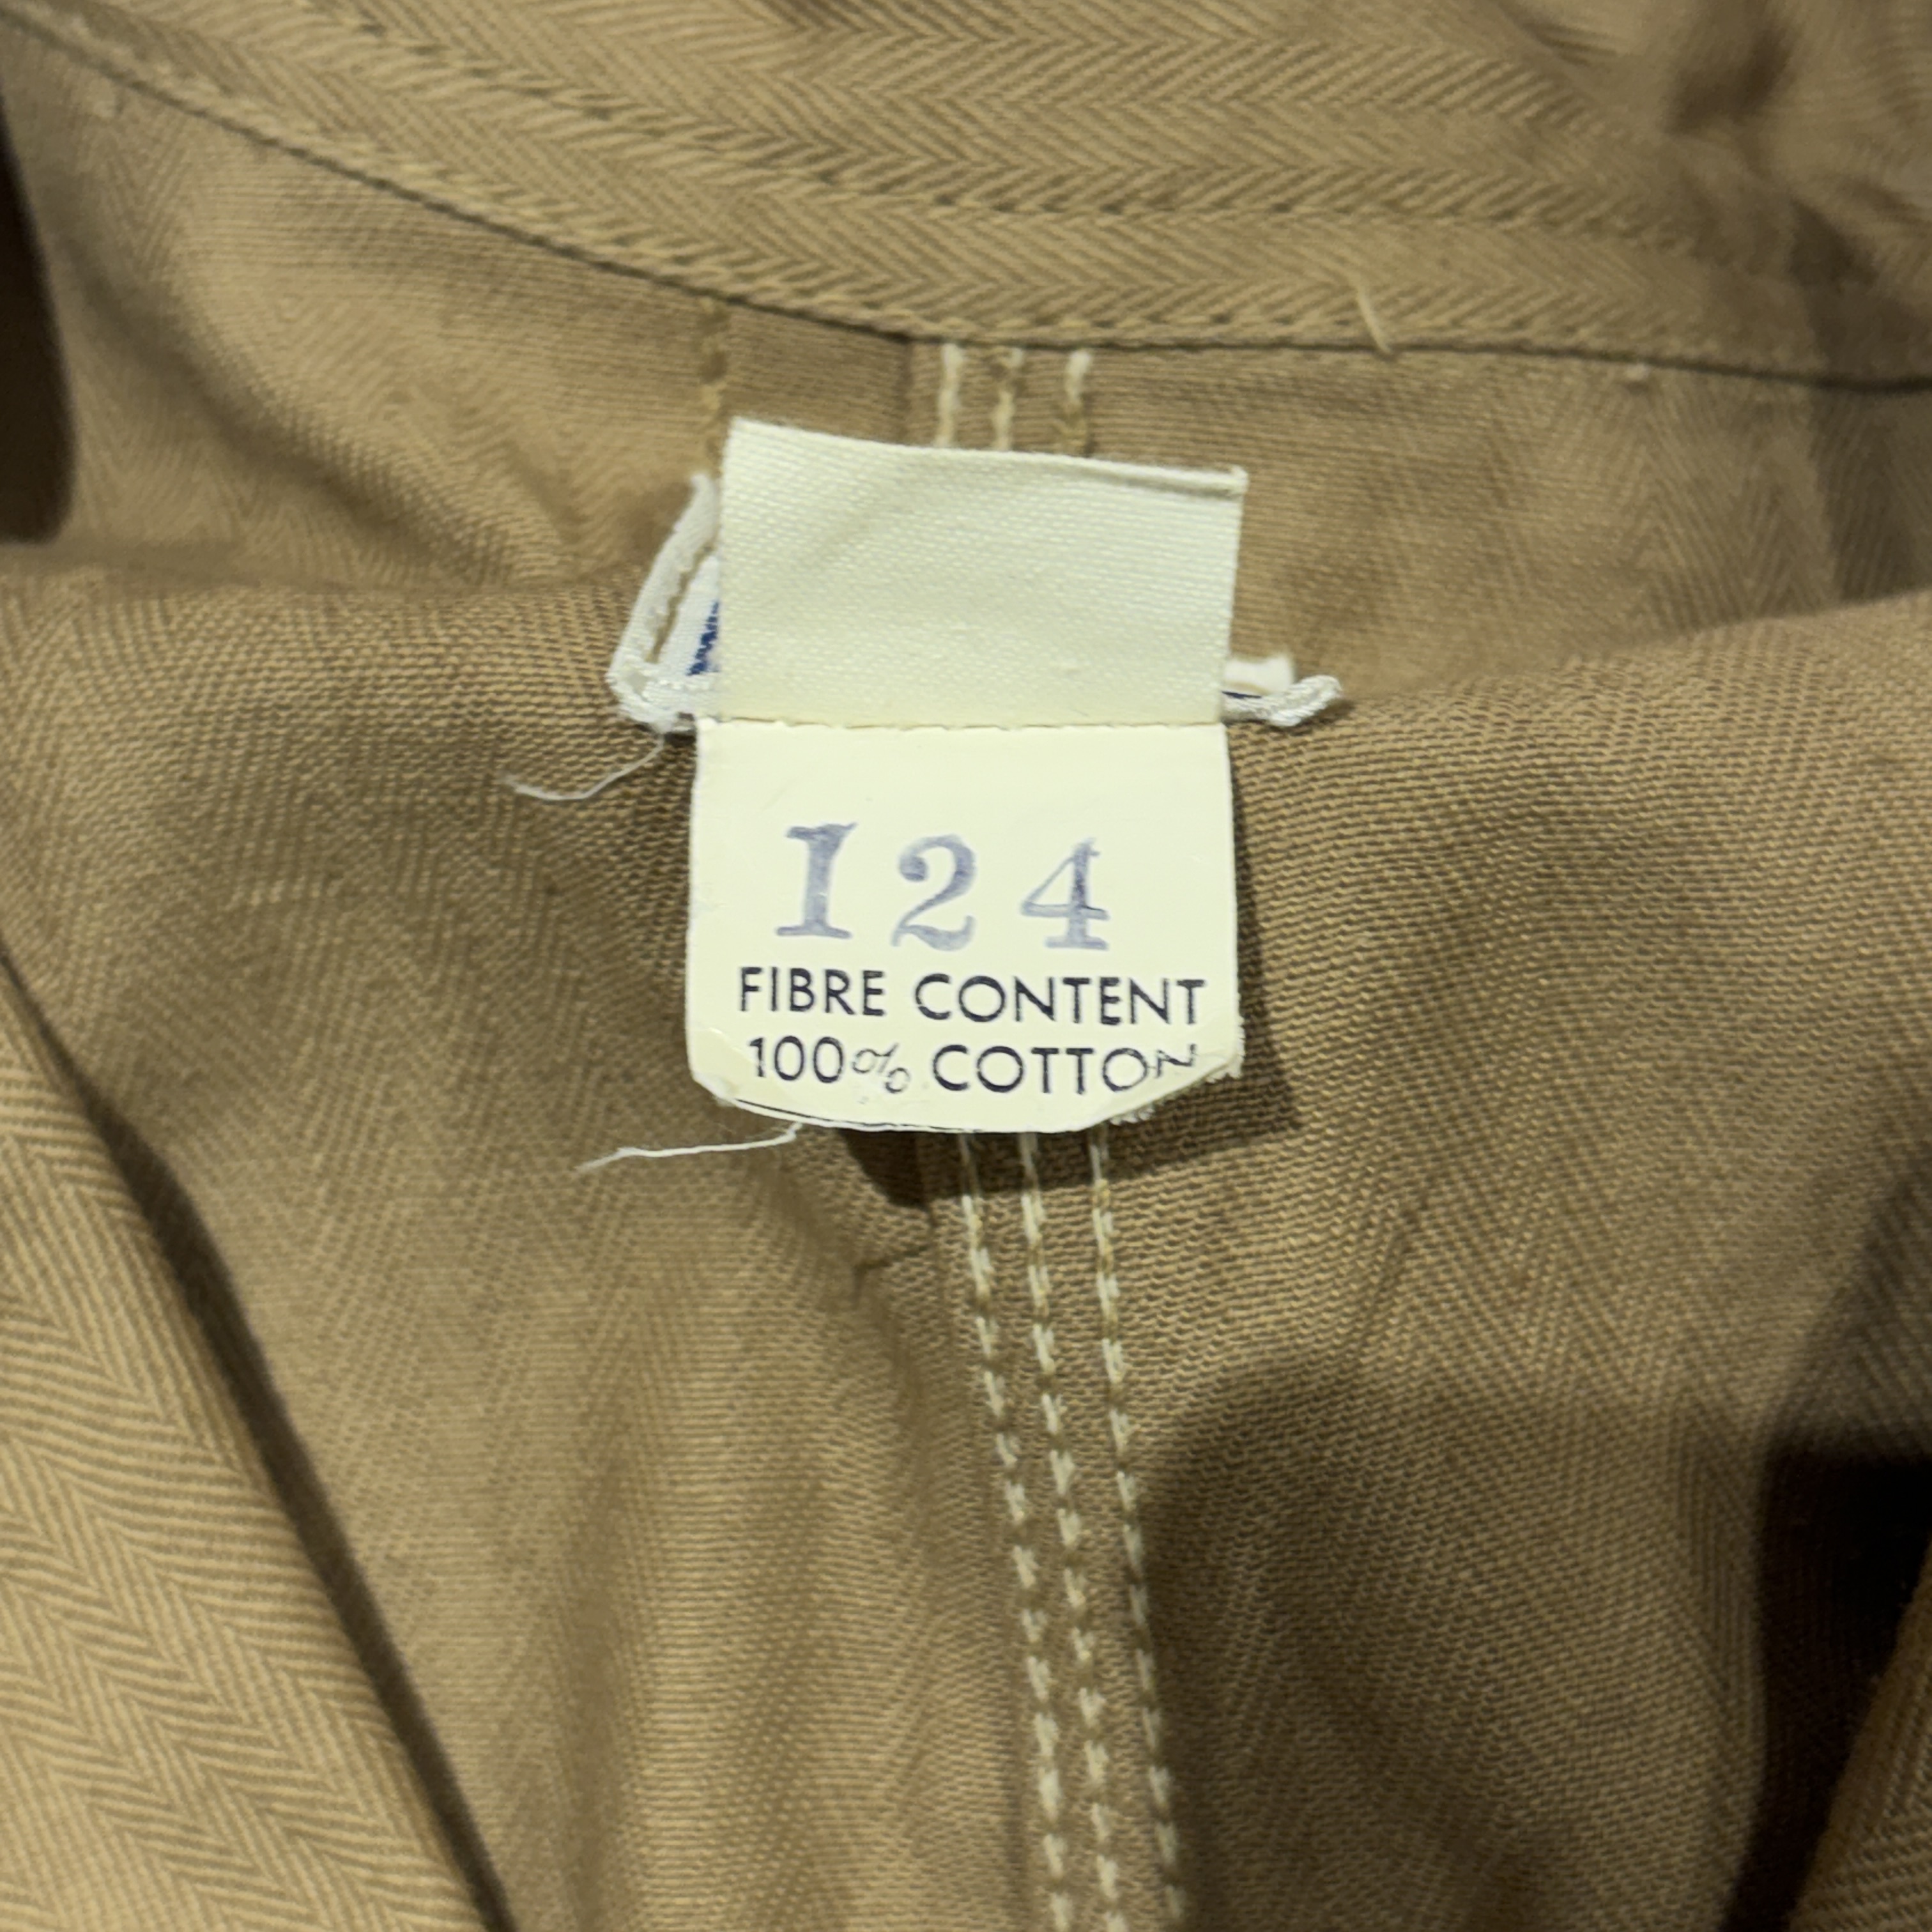 124
FIBRE CONTENT
100% COTTON